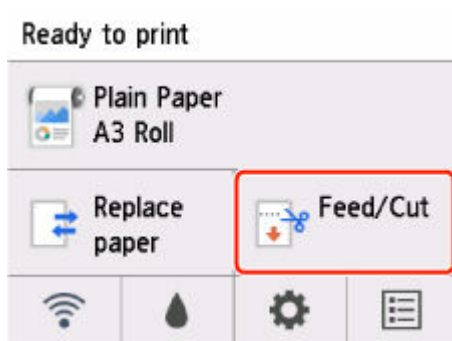 Ready to print
Plain Paper
A3 Roll
Replace
paper
Feed/Cut